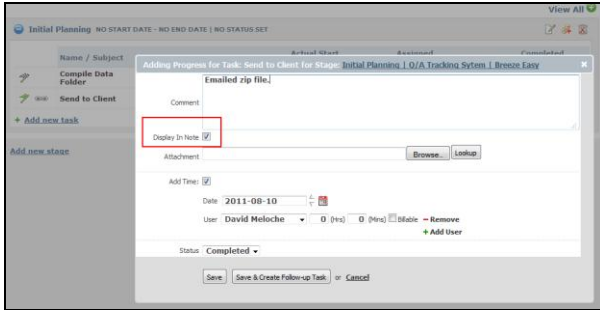 View All
Initial Planning NO START DATE - NO END DATE | NO STATUS SET
Name / Subject Actual Start Assigned Completed
Adding Progress for Task: Send to Client for Stage: Initial Planning | O/A Tracking Sytem | Breeze Easy
Compile Data
Folder
Send to Client
+ Add new task
Add new stage
Comment Emailed zip file.
Display In Note
Attachment Browse.. Lookup
Add Time:
Date 2011-08-10
User David Meloche 0 (Hrs) 0 (Mins) Billable − Remove
+ Add User
Status Completed
Save Save & Create Follow-up Task or Cancel